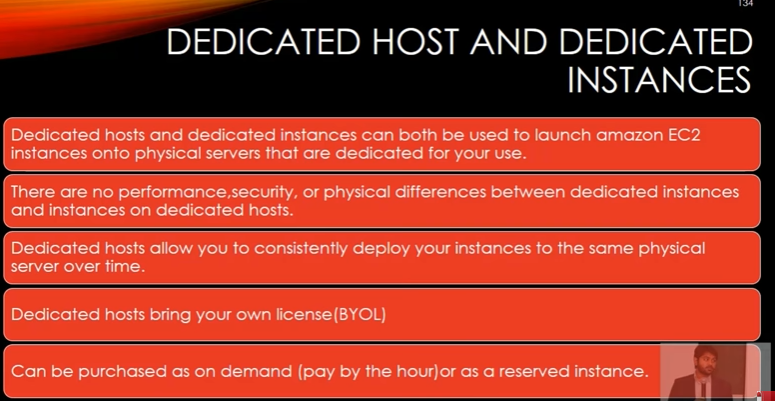 134
DEDICATED HOST AND DEDICATED
INSTANCES
Dedicated hosts and dedicated instances can both be used to launch amazon EC2
instances onto physical servers that are dedicated for your use.
There are no performance,security, or physical differences between dedicated instances
and instances on dedicated hosts.
Dedicated hosts allow you to consistently deploy your instances to the same physical
server over time.
Dedicated hosts bring your own license(BYOL)
Can be purchased as on demand (pay by the hour)or as a reserved instance.